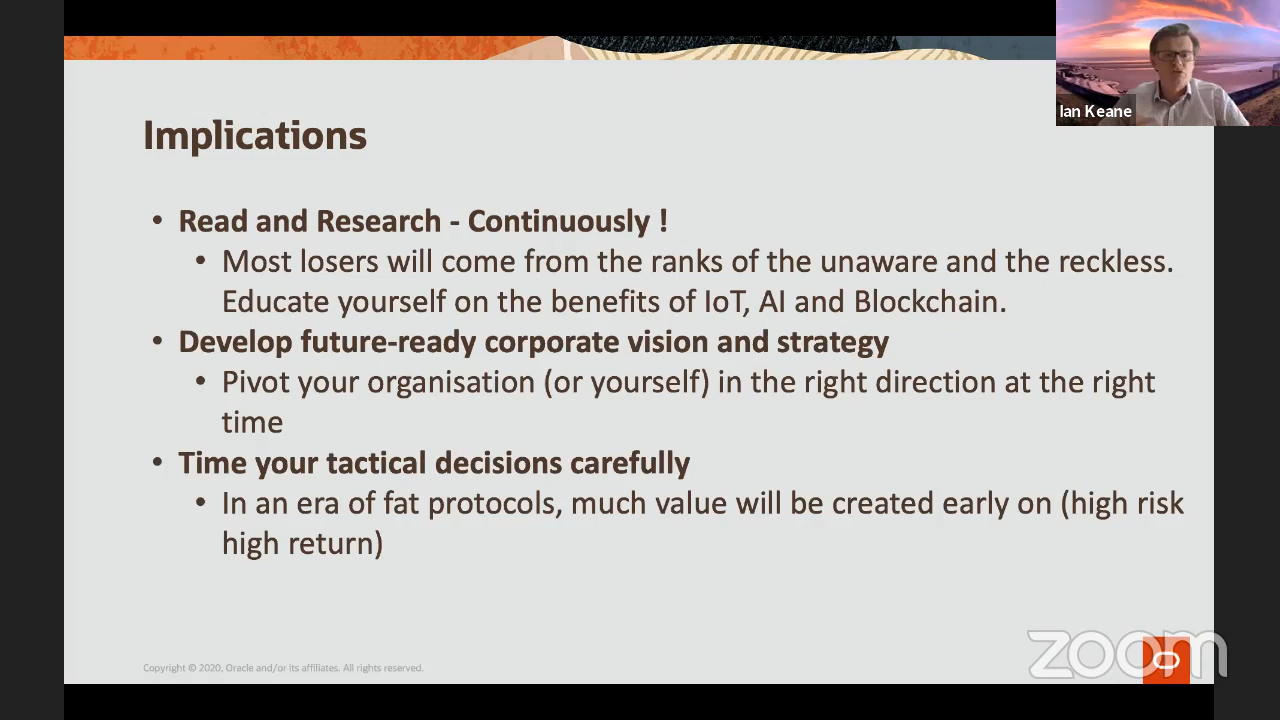 Ian Keane
Implications
• Read and Research - Continuously !
• Most losers will come from the ranks of the unaware and the reckless.
Educate yourself on the benefits of IoT, AI and Blockchain.
• Develop future-ready corporate vision and strategy
• Pivot your organisation (or yourself) in the right direction at the right
time
• Time your tactical decisions carefully
• In an era of fat protocols, much value will be created early on (high risk
high return)
Copyright © 2020, Oracle and/or its affiliates. All rights reserved.
zoom